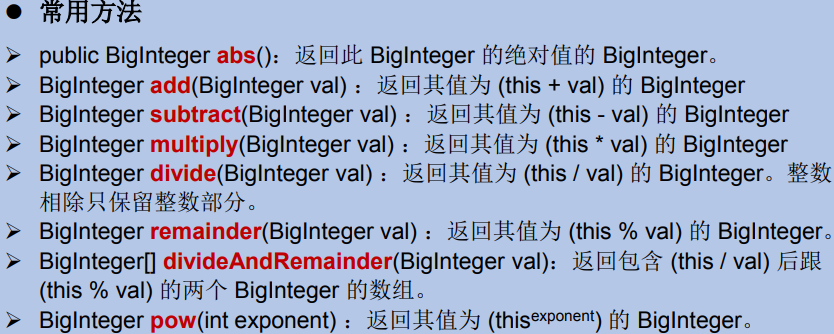 ● 常用方法
➢ public BigInteger abs()：返回此 BigInteger 的绝对值的 BigInteger。
➢ BigInteger add(BigInteger val) ：返回其值为 (this + val) 的 BigInteger
➢ BigInteger subtract(BigInteger val) ：返回其值为 (this - val) 的 BigInteger
➢ BigInteger multiply(BigInteger val) ：返回其值为 (this * val) 的 BigInteger
➢ BigInteger divide(BigInteger val) ：返回其值为 (this / val) 的 BigInteger。整数
相除只保留整数部分。
➢ BigInteger remainder(BigInteger val) ：返回其值为 (this % val) 的 BigInteger。
➢ BigInteger[] divideAndRemainder(BigInteger val)：返回包含 (this / val) 后跟
(this % val) 的两个 BigInteger 的数组。
➢ BigInteger pow(int exponent) ：返回其值为 (thisexponent) 的 BigInteger。